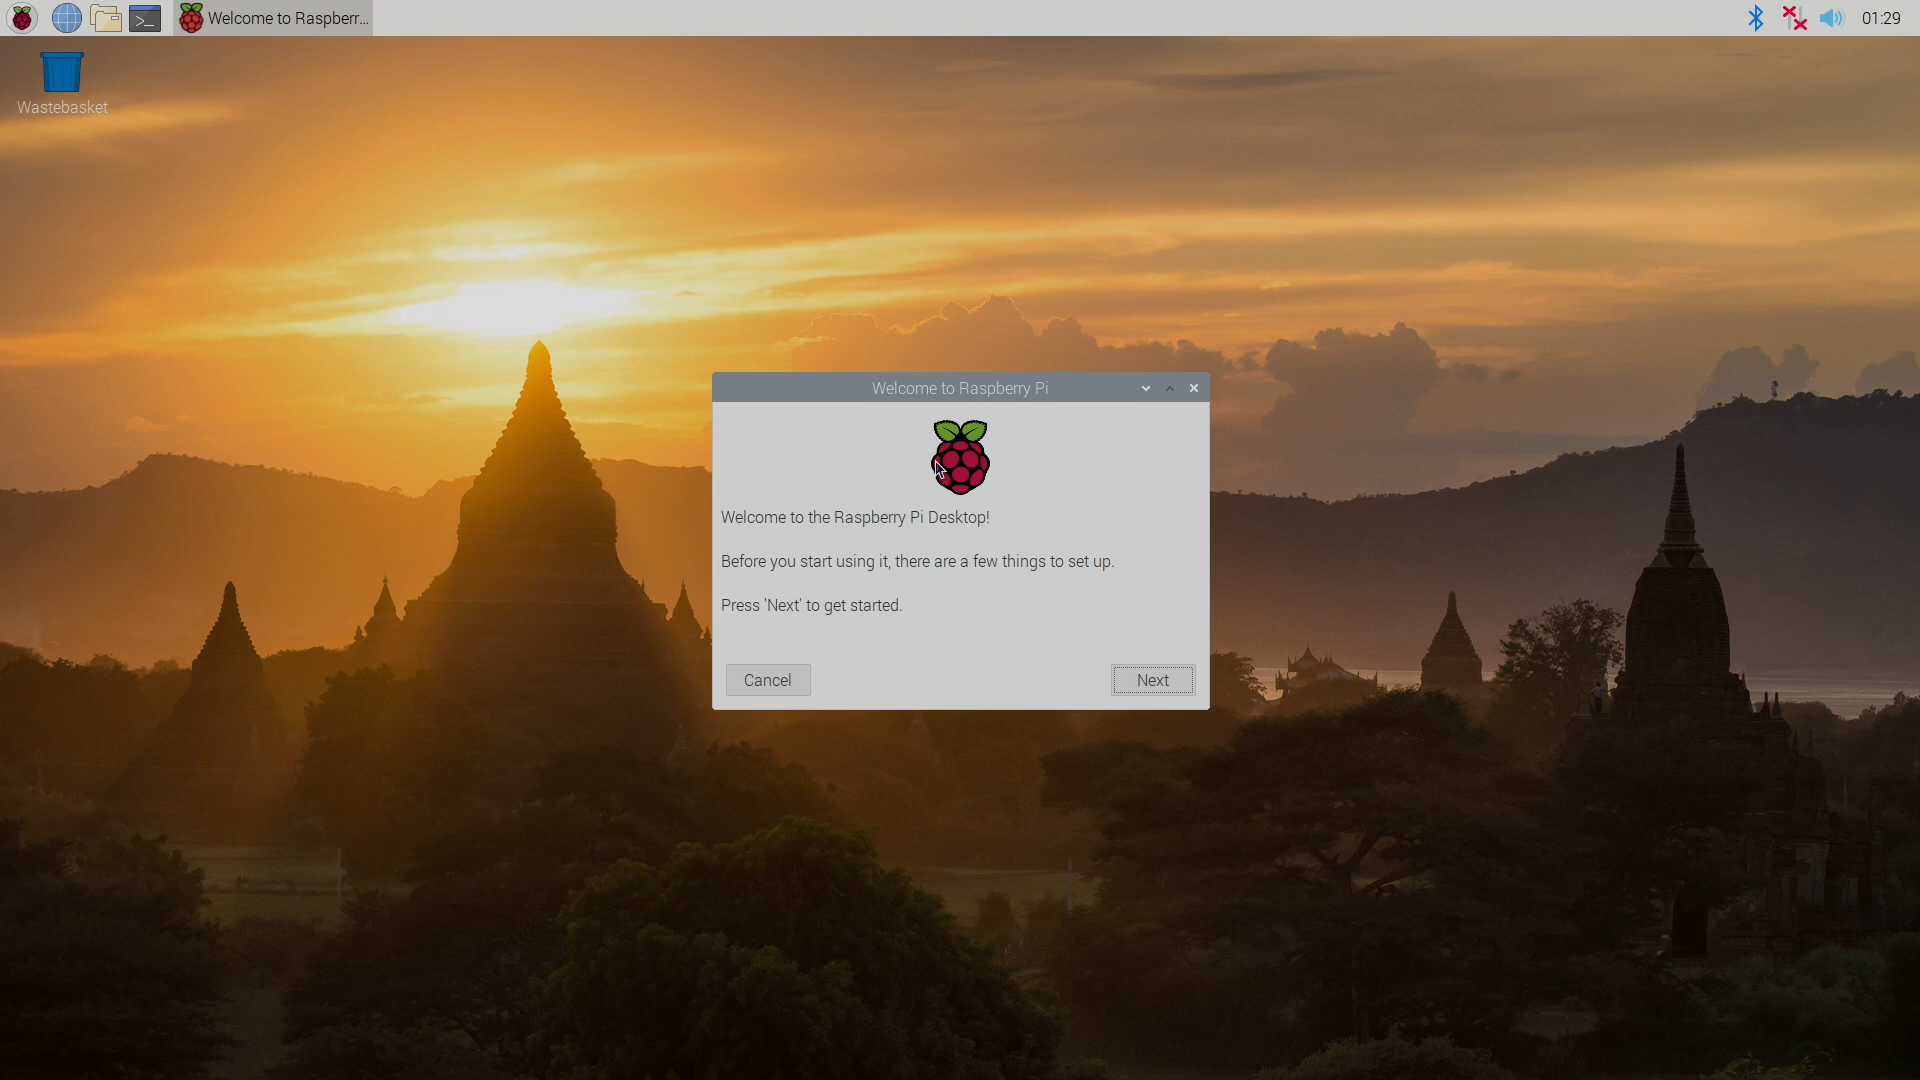 Welcome to Raspberr...
01:29
Wastebasket
Welcome to Raspberry Pi
Welcome to the Raspberry Pi Desktop!
Before you start using it, there are a few things to set up.
Press 'Next' to get started.
Cancel
Next